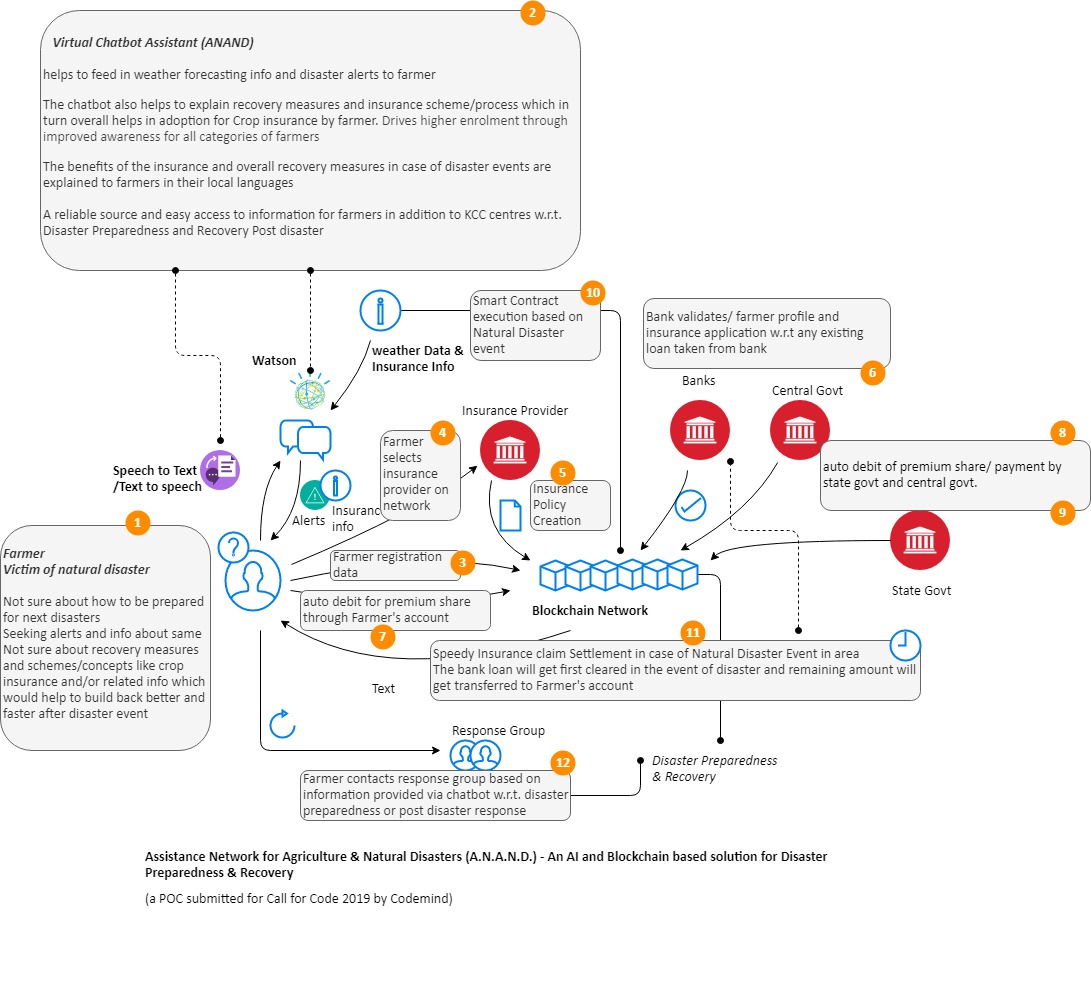 2
Virtual Chatbot Assistant (ANAND)
helps to feed in weather forecasting info and disaster alerts to farmer
The chatbot also helps to explain recovery measures and insurance scheme/process which in
turn overall helps in adoption for Crop insurance by farmer. Drives higher enrolment through
improved awareness for all categories of farmers
The benefits of the insurance and overall recovery measures in case of disaster events are
explained to farmers in their local languages
A reliable source and easy access to information for farmers in addition to KCC centres w.r.t.
Disaster Preparedness and Recovery Post disaster
10
Smart Contract
execution based on
Natural Disaster
event
Bank validates/ farmer profile and
insurance application w.r.t any existing
loan taken from bank
6
weather Data &
Insurance Info
Watson
Banks
Central Govt
Insurance Provider
4
Farmer
selects
insurance
provider on
network
8
auto debit of premium share/ payment by
state govt and central govt.
9
Speech to Text
/Text to speech
5
Insurance
Policy
Creation
Alerts
Insurance
info
1
Farmer
Victim of natural disaster
Not sure about how to be prepared
for next disasters
Seeking alerts and info about same
Not sure about recovery measures
and schemes/concepts like crop
insurance and/or related info which
would help to build back better and
faster after disaster event
?
Farmer registration
data
3
State Govt
auto debit for premium share
through Farmer's account
7
Blockchain Network
11
Speedy Insurance claim Settlement in case of Natural Disaster Event in area
The bank loan will get first cleared in the event of disaster and remaining amount will
get transferred to Farmer's account
Text
Response Group
12
Farmer contacts response group based on
information provided via chatbot w.r.t. disaster
preparedness or post disaster response
Disaster Preparedness
& Recovery
Assistance Network for Agriculture & Natural Disasters (A.N.A.N.D.) - An AI and Blockchain based solution for Disaster
Preparedness & Recovery
(a POC submitted for Call for Code 2019 by Codemind)